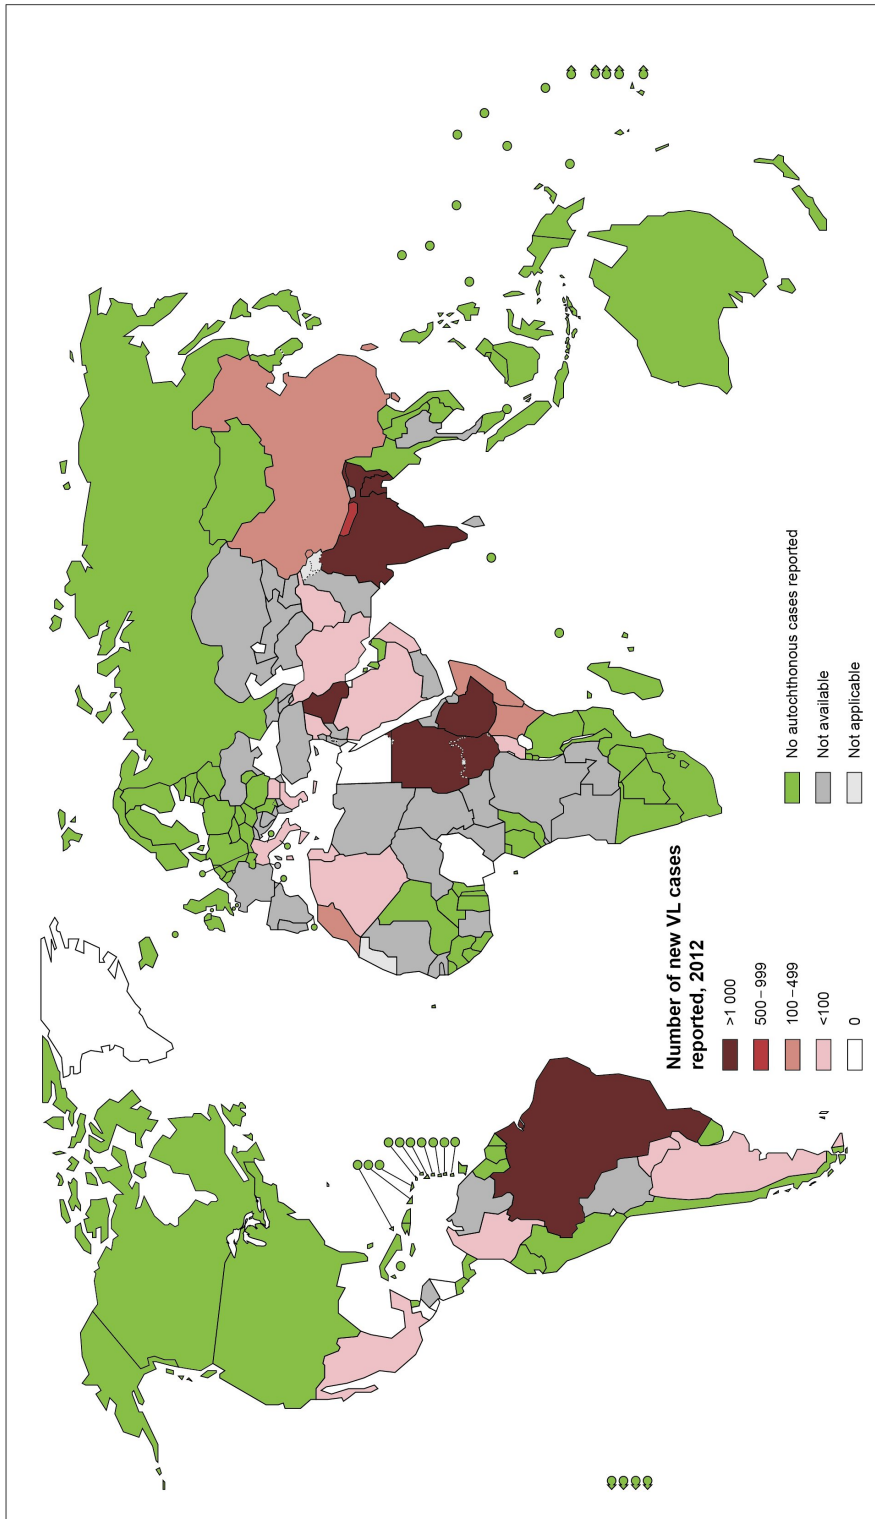 Number of new VL cases
reported, 2012
>1 000
500–999
100–499
<100
0
No autochthonous cases reported
Not available
Not applicable